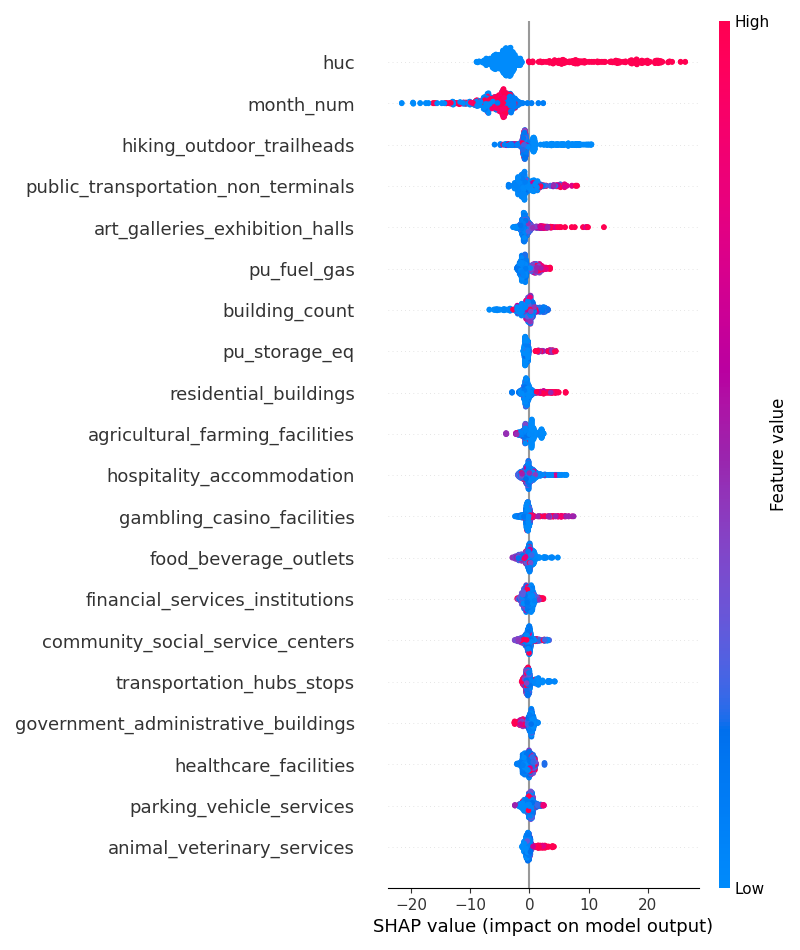 High
huc
month_num
hiking_outdoor_trailheads
public_transportation_non_terminals
art_galleries_exhibition_halls
pu_fuel_gas
building_count
pu_storage_eq
residential_buildings
agricultural_farming_facilities
hospitality_accommodation
gambling_casino_facilities
food_beverage_outlets
financial_services_institutions
community_social_service_centers
transportation_hubs_stops
government_administrative_buildings
healthcare_facilities
parking_vehicle_services
animal_veterinary_services
Feature value
Low
−20 −10 0 10 20
SHAP value (impact on model output)